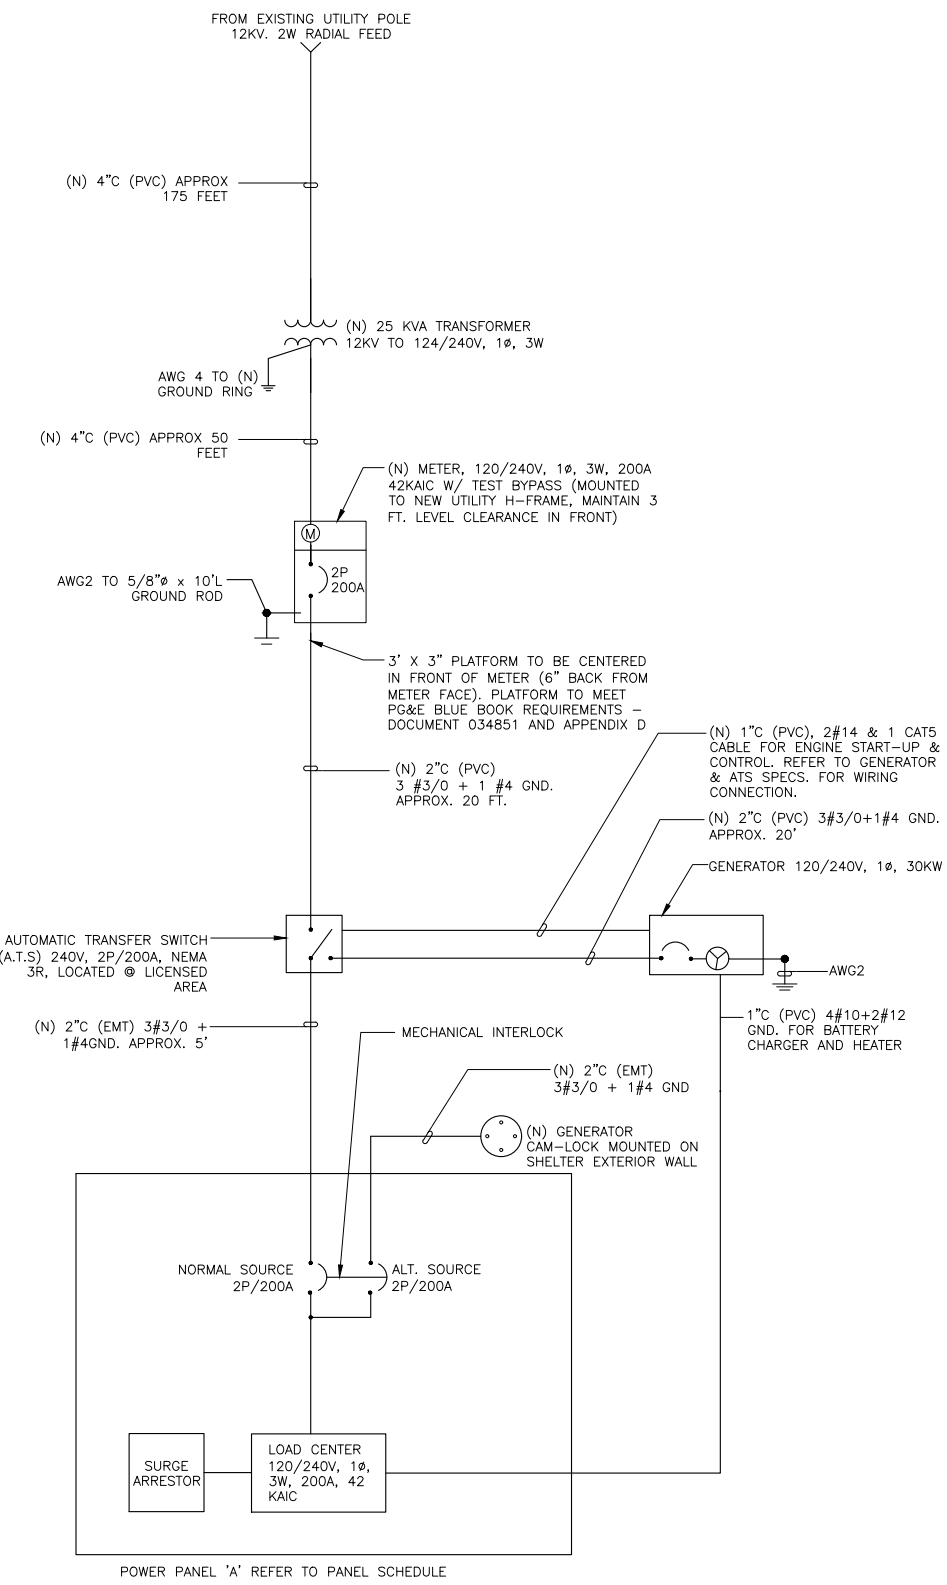 FROM EXISTING UTILITY POLE
12KV. 2W RADIAL FEED
(N) 4"C (PVC) APPROX
175 FEET
(N) 25 KVA TRANSFORMER
12KV TO 124/240V, 1ø, 3W
AWG 4 TO (N)
GROUND RING
(N) 4"C (PVC) APPROX 50
FEET
(N) METER, 120/240V, 1ø, 3W, 200A
42KAIC W/ TEST BYPASS (MOUNTED
TO NEW UTILITY H-FRAME, MAINTAIN 3
FT. LEVEL CLEARANCE IN FRONT)
M
2P
200A
AWG2 TO 5/8"ø x 10'L
GROUND ROD
3' X 3" PLATFORM TO BE CENTERED
IN FRONT OF METER (6" BACK FROM
METER FACE). PLATFORM TO MEET
PG&E BLUE BOOK REQUIREMENTS -
DOCUMENT 034851 AND APPENDIX D
(N) 1"C (PVC), 2#14 & 1 CAT5
CABLE FOR ENGINE START-UP &
CONTROL. REFER TO GENERATOR
& ATS SPECS. FOR WIRING
CONNECTION.
(N) 2"C (PVC)
3 #3/0 + 1 #4 GND.
APPROX. 20 FT.
(N) 2"C (PVC) 3#3/0+1#4 GND.
APPROX. 20'
GENERATOR 120/240V, 1ø, 30KW
AUTOMATIC TRANSFER SWITCH
(A.T.S) 240V, 2P/200A, NEMA
3R, LOCATED @ LICENSED
AREA
AWG2
(N) 2"C (EMT) 3#3/0 +
1#4GND. APPROX. 5'
MECHANICAL INTERLOCK
1"C (PVC) 4#10+2#12
GND. FOR BATTERY
CHARGER AND HEATER
(N) 2"C (EMT)
3#3/0 + 1#4 GND
(N) GENERATOR
CAM-LOCK MOUNTED ON
SHELTER EXTERIOR WALL
NORMAL SOURCE
2P/200A
ALT. SOURCE
2P/200A
SURGE
ARRESTOR
LOAD CENTER
120/240V, 1ø,
3W, 200A, 42
KAIC
POWER PANEL 'A' REFER TO PANEL SCHEDULE